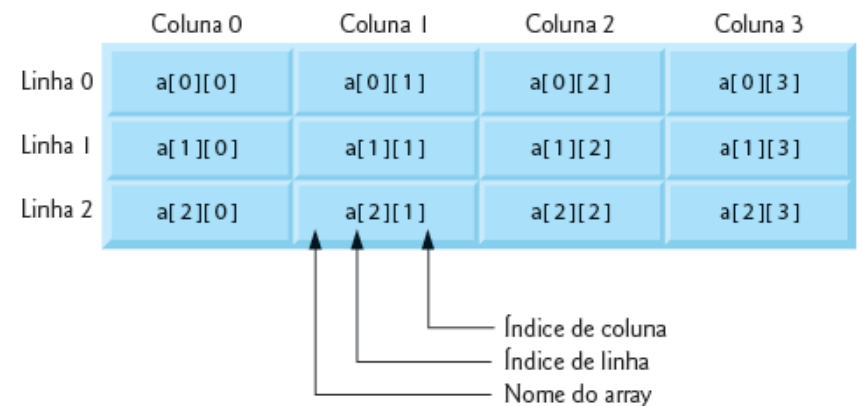 Coluna 0 Coluna 1 Coluna 2 Coluna 3
Linha 0 a[0][0] a[0][1] a[0][2] a[0][3]
Linha 1 a[1][0] a[1][1] a[1][2] a[1][3]
Linha 2 a[2][0] a[2][1] a[2][2] a[2][3]
Índice de coluna
Índice de linha
Nome do array